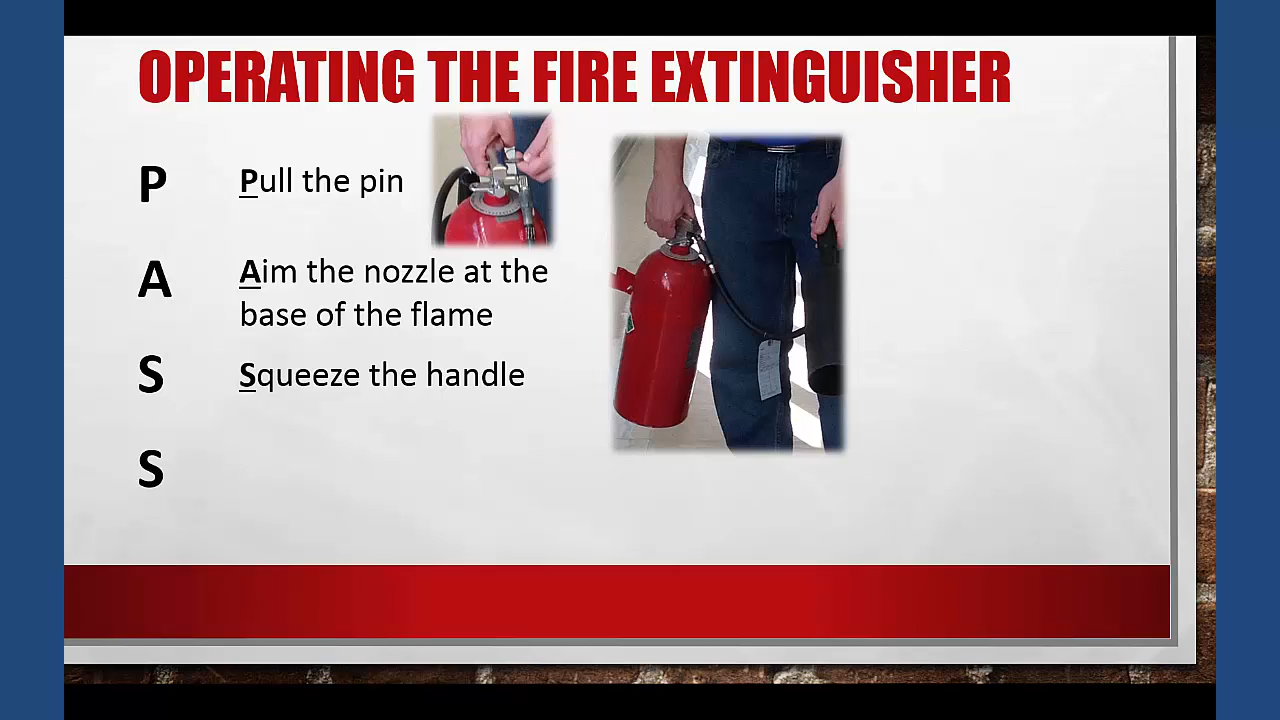 OPERATING THE FIRE EXTINGUISHER
P Pull the pin
A Aim the nozzle at the
base of the flame
S Squeeze the handle
S